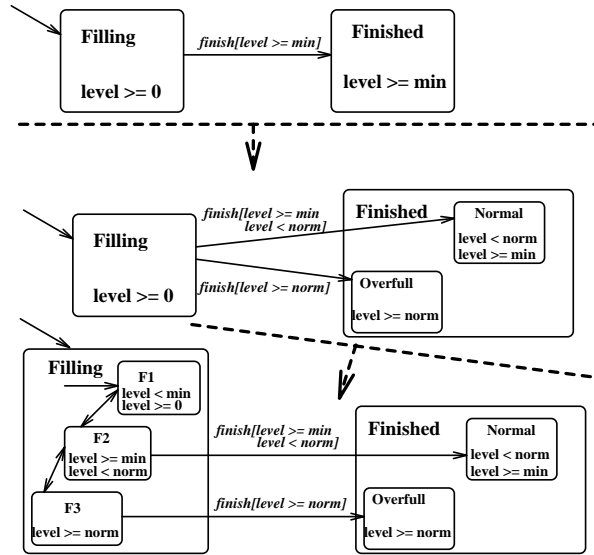 Filling
level >= 0
finish[level >= min]
Finished
level >= min
Filling
level >= 0
finish[level >= min
level < norm]
finish[level >= norm]
Finished
Normal
level < norm
level >= min
Overfull
level >= norm
Filling
F1
level < min
level >= 0
F2
level >= min
level < norm
F3
level >= norm
finish[level >= min
level < norm]
finish[level >= norm]
Finished
Normal
level < norm
level >= min
Overfull
level >= norm